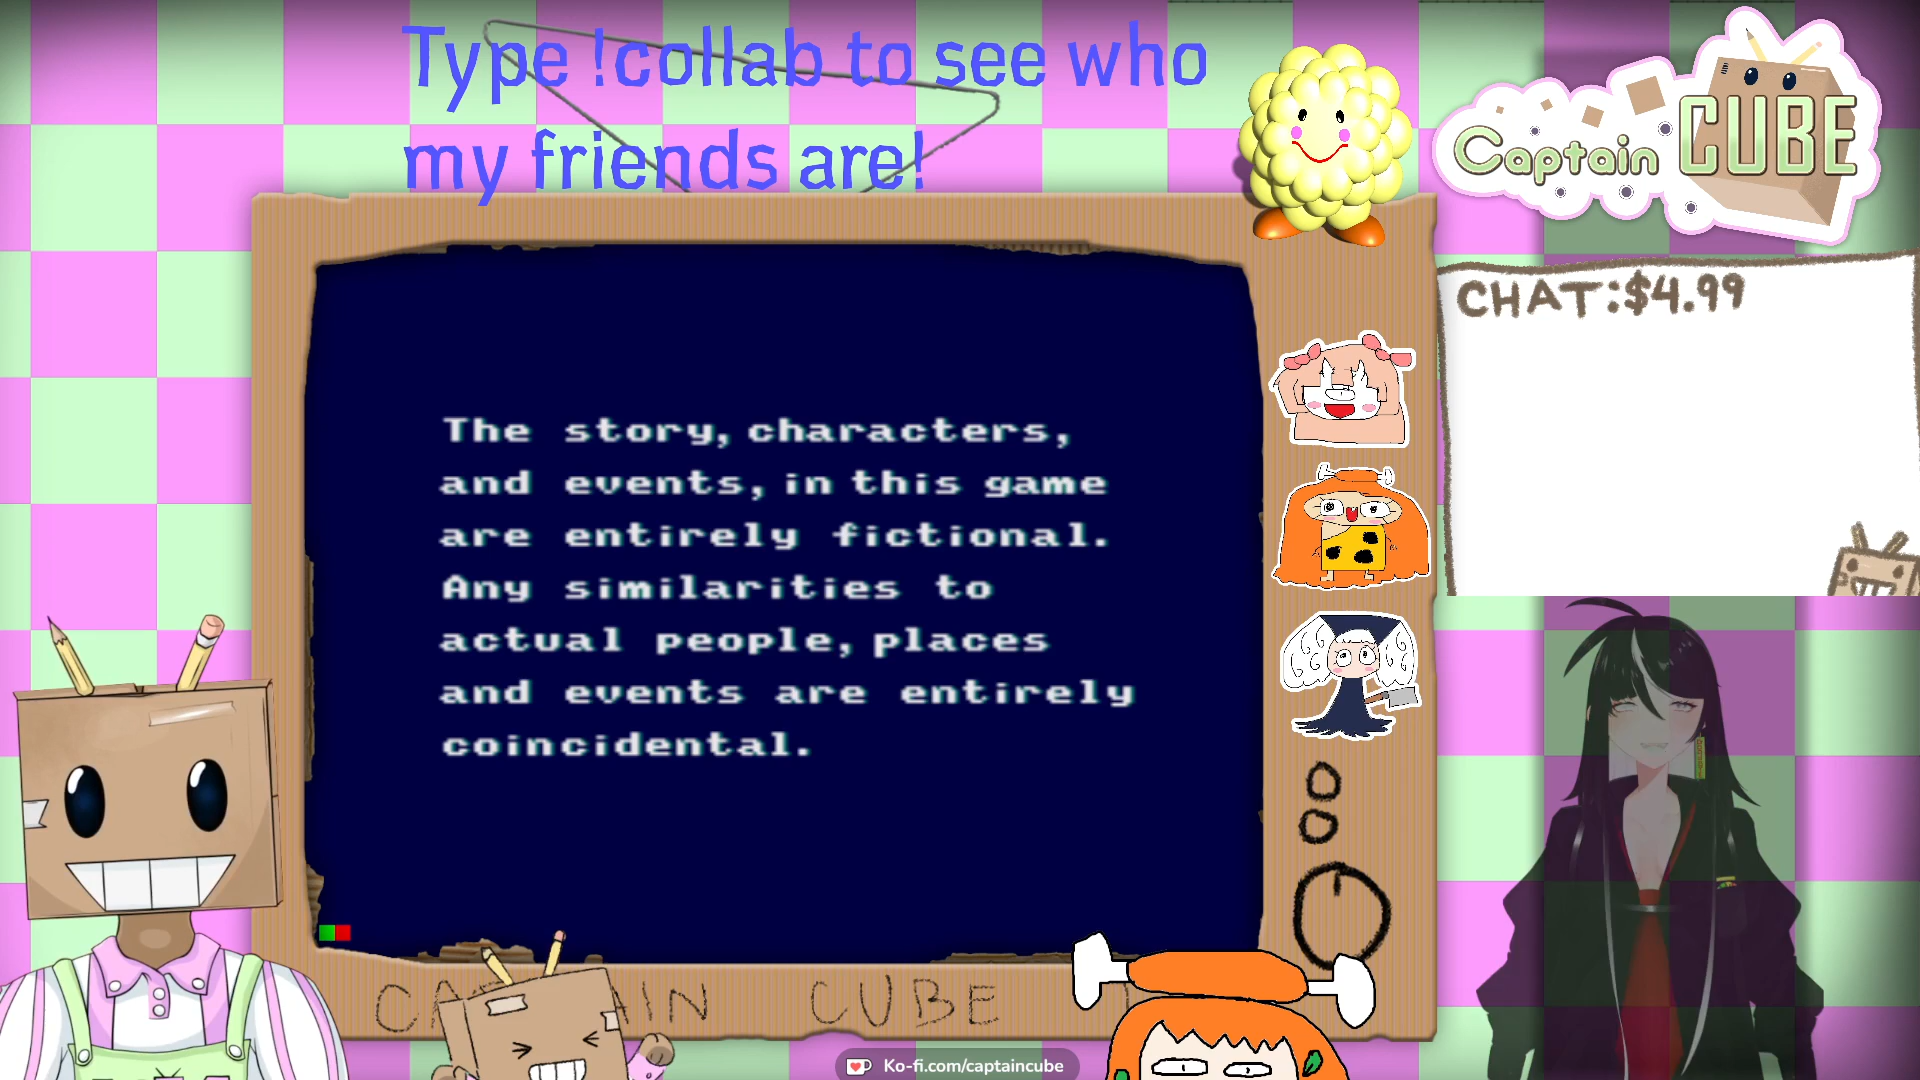 Type !collab to see who
my friends are!
Captain CUBE
CHAT:$4.99
The story, characters,
and events, in this game
are entirely fictional.
Any similarities to
actual people, places
and events are entirely
coincidental.
CUBE
Ko-fi.com/captaincube